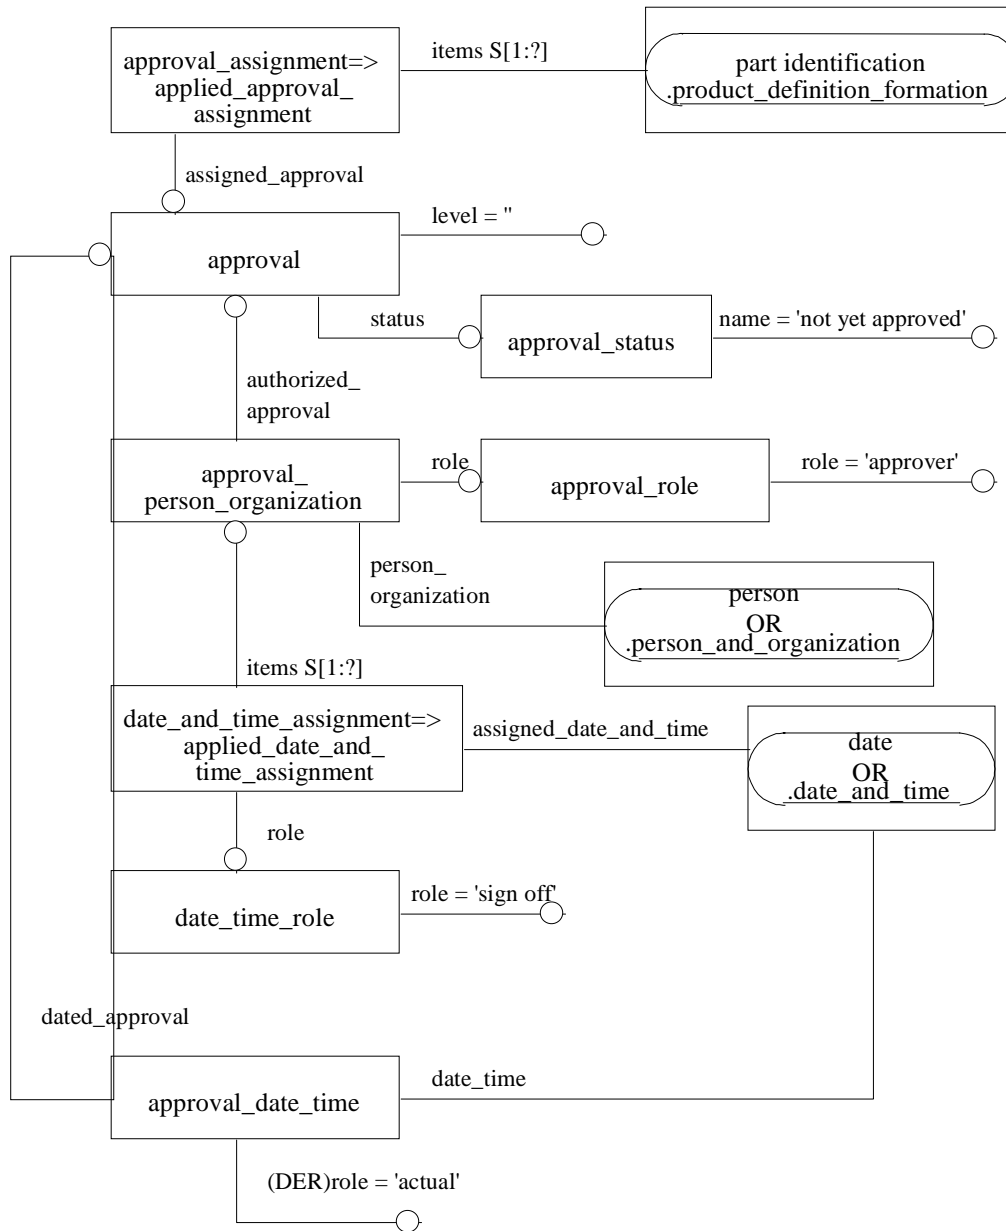 approval_assignment=>
applied_approval_
assignment
items S[1:?]
part identification
.product_definition_formation
assigned_approval
level = ''
approval
status
approval_status
name = 'not yet approved'
authorized_
approval
approval_
person_organization
role
approval_role
role = 'approver'
person_
organization
person
OR
.person_and_organization
items S[1:?]
date_and_time_assignment=>
applied_date_and_
time_assignment
assigned_date_and_time
date
OR
.date_and_time
role
date_time_role
role = 'sign off'
dated_approval
approval_date_time
date_time
(DER)role = 'actual'